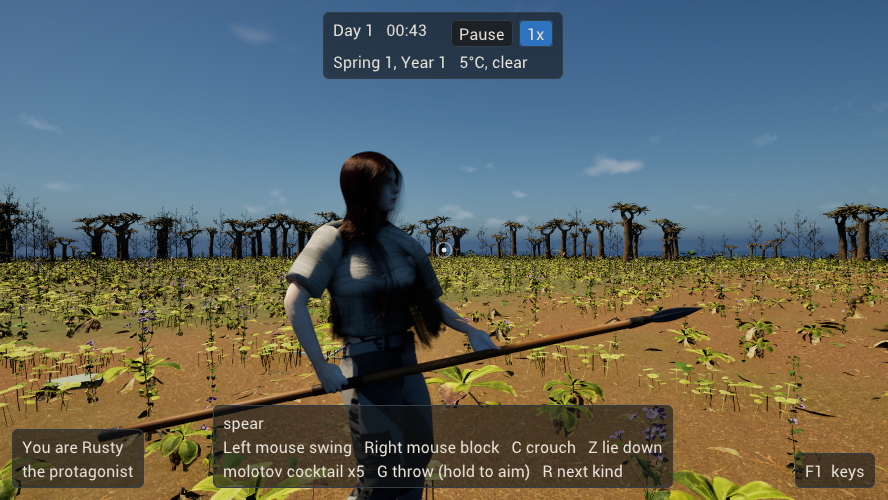 Day 1 00:43 Pause 1x
Spring 1, Year 1 5°C, clear
spear
Left mouse swing Right mouse block C crouch Z lie down
molotov cocktail x5 G throw (hold to aim) R next kind
You are Rusty
the protagonist
F1 keys